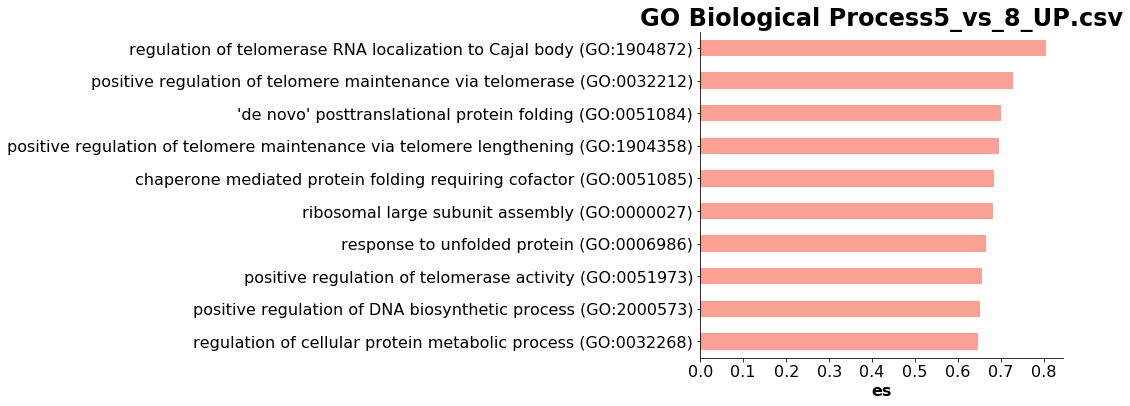 GO Biological Process5_vs_8_UP.csv
regulation of telomerase RNA localization to Cajal body (GO:1904872)
positive regulation of telomere maintenance via telomerase (GO:0032212)
'de novo' posttranslational protein folding (GO:0051084)
positive regulation of telomere maintenance via telomere lengthening (GO:1904358)
chaperone mediated protein folding requiring cofactor (GO:0051085)
ribosomal large subunit assembly (GO:0000027)
response to unfolded protein (GO:0006986)
positive regulation of telomerase activity (GO:0051973)
positive regulation of DNA biosynthetic process (GO:2000573)
regulation of cellular protein metabolic process (GO:0032268)
0.0 0.1 0.2 0.3 0.4 0.5 0.6 0.7 0.8
es